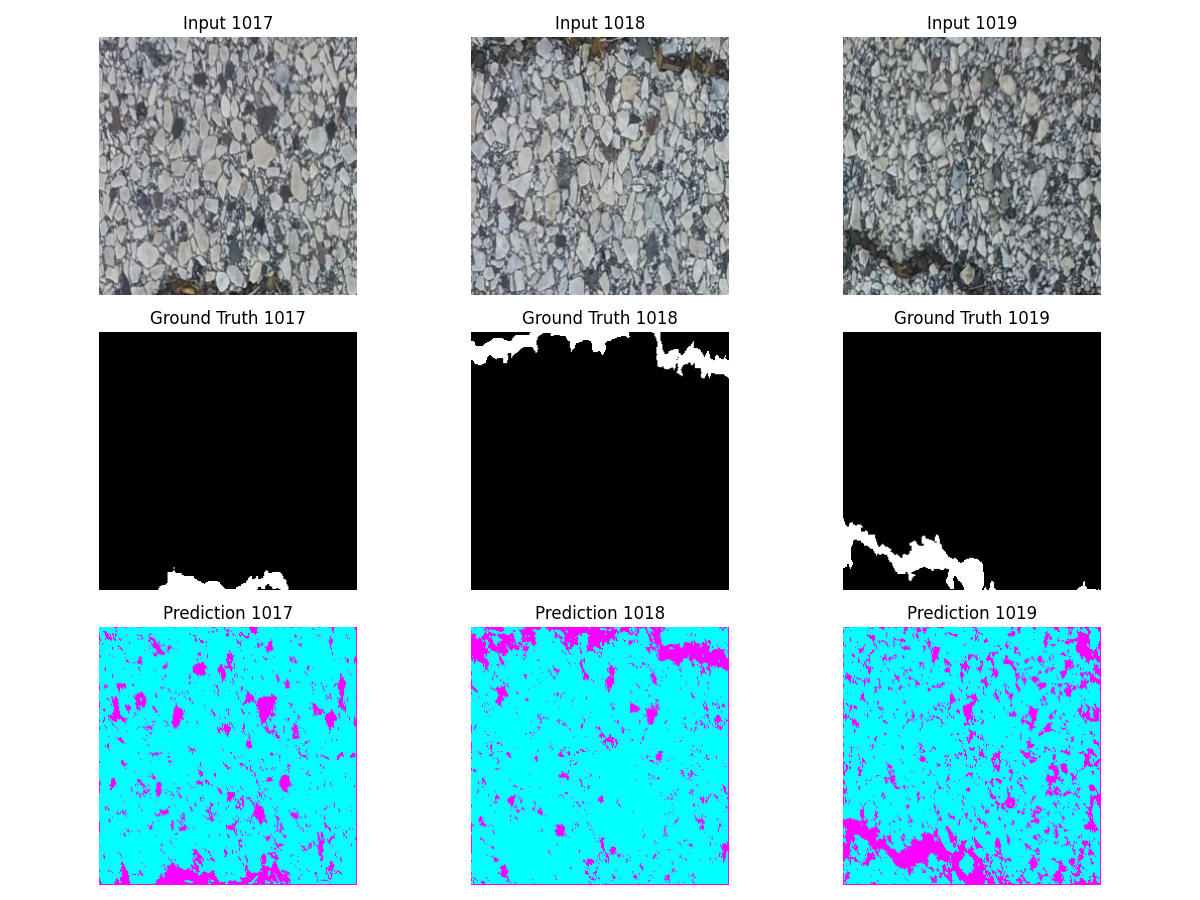 Input 1017
Input 1018
Input 1019
Ground Truth 1017
Ground Truth 1018
Ground Truth 1019
Prediction 1017
Prediction 1018
Prediction 1019